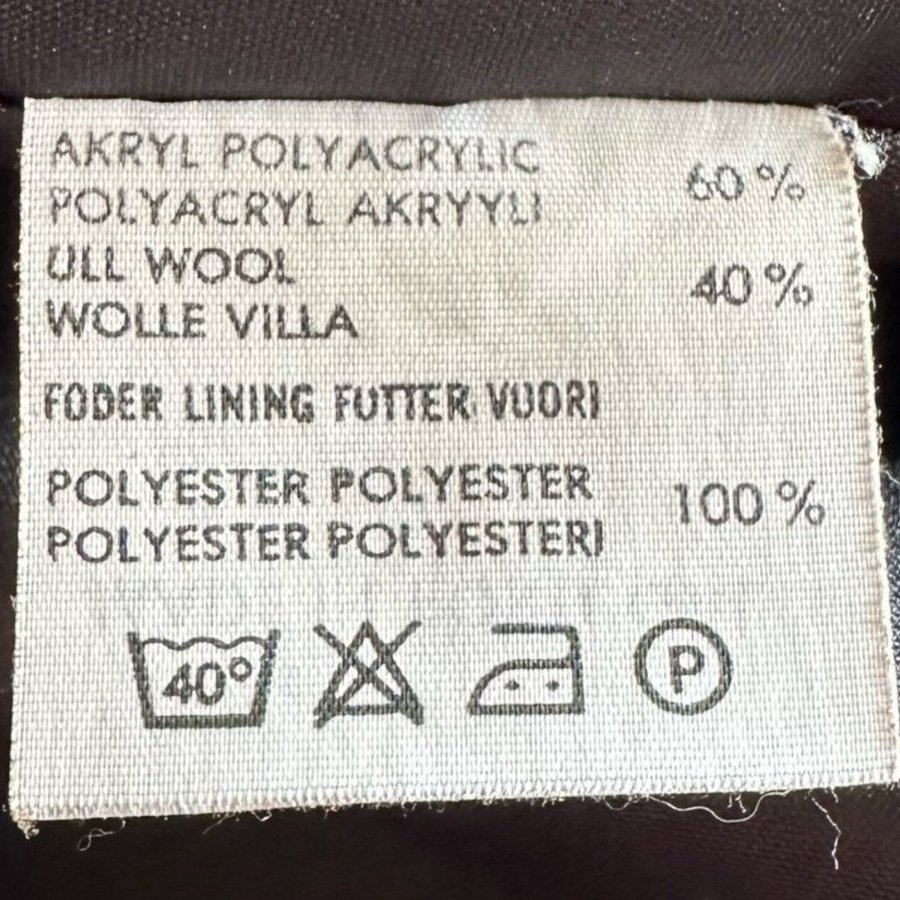 AKRYL POLYACRYLIC
POLYACRYL AKRYYLI 60 %
ULL WOOL
WOLLE VILLA 40 %
FODER LINING FUTTER VUORI
POLYESTER POLYESTER
POLYESTER POLYESTERI 100 %
40° P